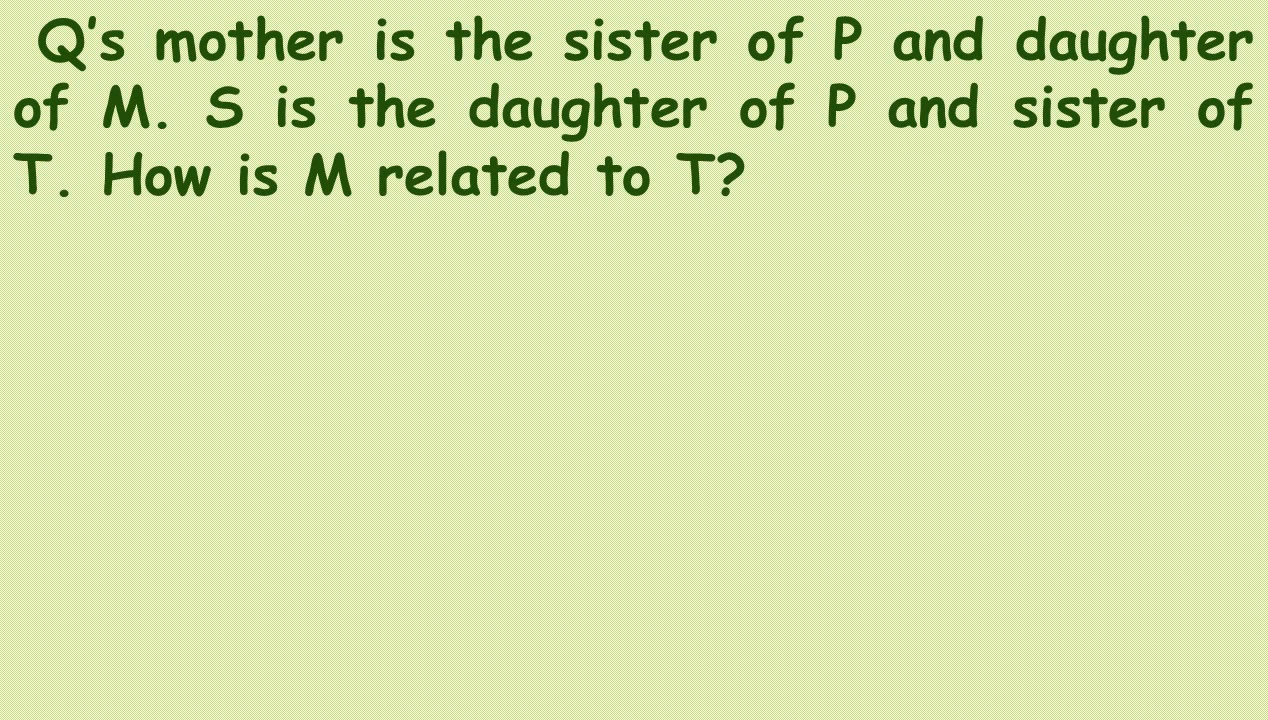 Q's mother is the sister of P and daughter
of M. S is the daughter of P and sister of
T. How is M related to T?